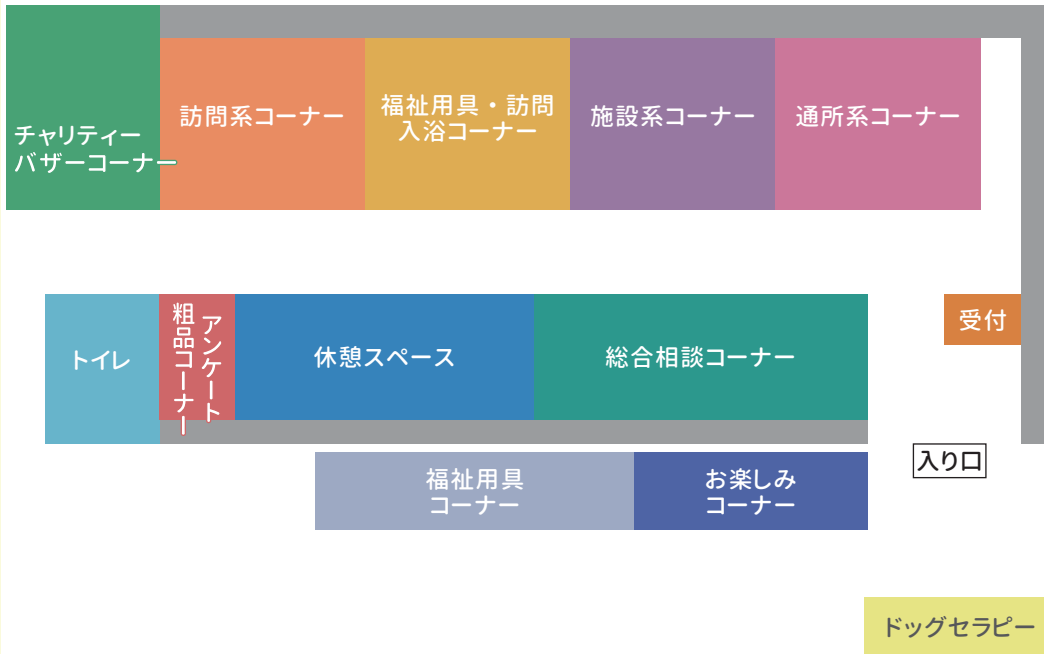 チャリティー
バザーコーナー
訪問系コーナー
福祉用具・訪問
入浴コーナー
施設系コーナー
通所系コーナー
トイレ
アンケート
粗品コーナー
休憩スペース
総合相談コーナー
受付
入り口
福祉用具
コーナー
お楽しみ
コーナー
ドッグセラピー